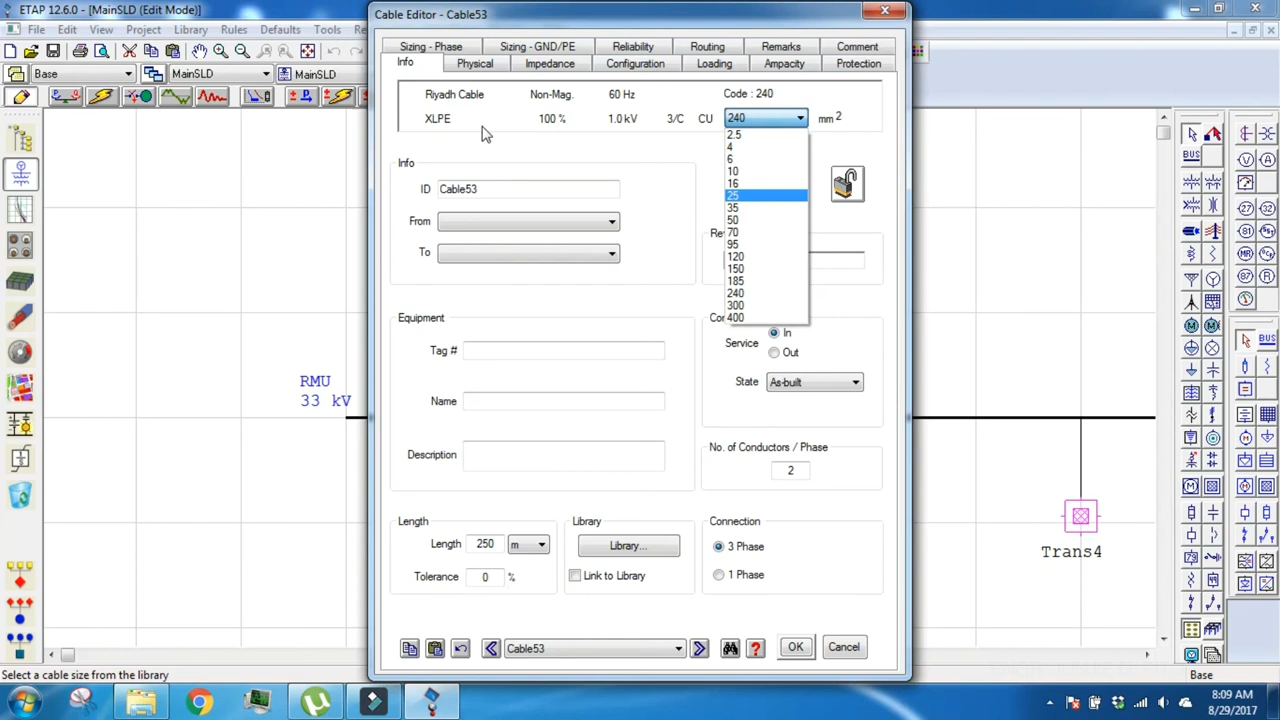 ETAP 12.6.0 - [MainSLD (Edit Mode)]
File Edit View Project Library Rules Defaults Tools
Base MainSLD MainSLD
Cable Editor - Cable53
Sizing - Phase Sizing - GND/PE Reliability Routing Remarks Comment
Info Physical Impedance Configuration Loading Ampacity Protection
Riyadh Cable Non-Mag. 60 Hz Code : 240
XLPE 100 % 1.0 kV 3/C CU 240 mm 2
2.5
4
6
10
16
25
35
50
70
95
120
150
185
240
300
400
Info
ID Cable53
From
To
Equipment
Tag #
Name
Description
Service In
Out
State As-built
No. of Conductors / Phase
2
Length
Length 250 m
Tolerance 0 %
Library
Library...
Link to Library
Connection
3 Phase
1 Phase
Cable53
OK Cancel
RMU
33 kV
Trans4
BUS
BUS
Select a cable size from the library
Base
8:09 AM
8/29/2017